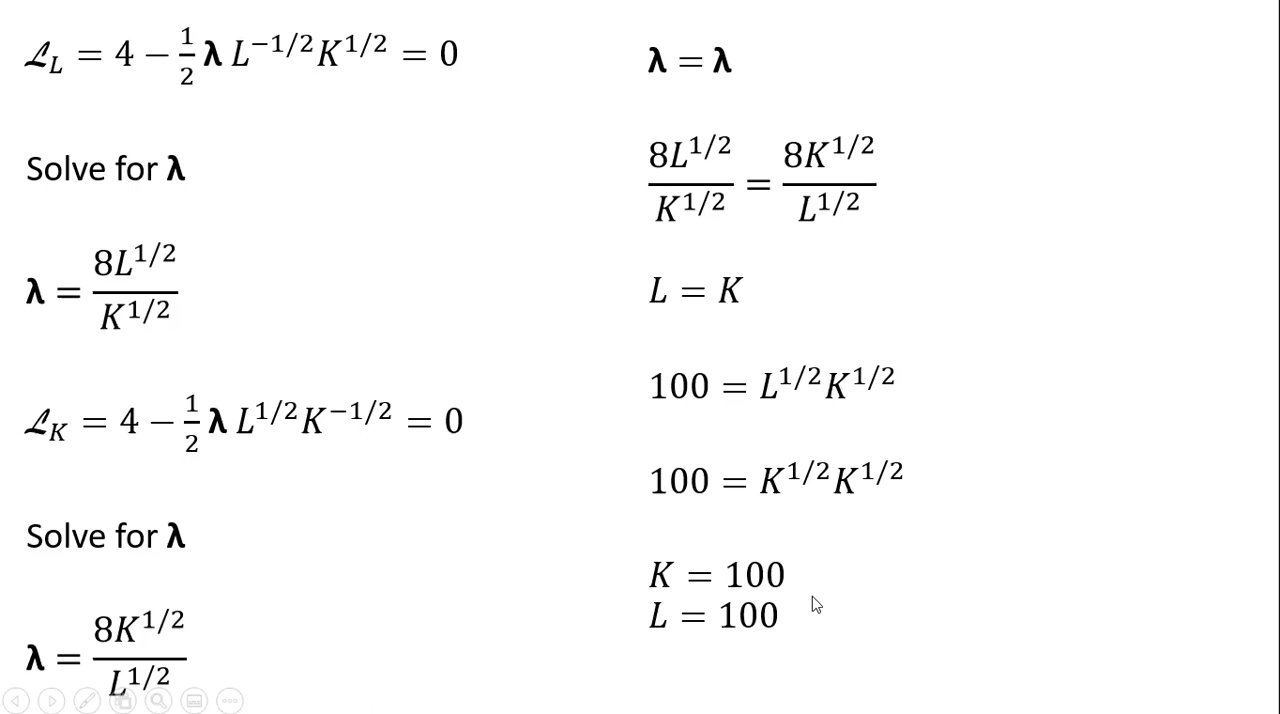 ℒ_L = 4 − 1/2 λ L^{−1/2}K^{1/2} = 0
Solve for λ
λ = 8L^{1/2}/K^{1/2}
ℒ_K = 4 − 1/2 λ L^{1/2}K^{−1/2} = 0
Solve for λ
λ = 8K^{1/2}/L^{1/2}
λ = λ
8L^{1/2}/K^{1/2} = 8K^{1/2}/L^{1/2}
L = K
100 = L^{1/2}K^{1/2}
100 = K^{1/2}K^{1/2}
K = 100
L = 100